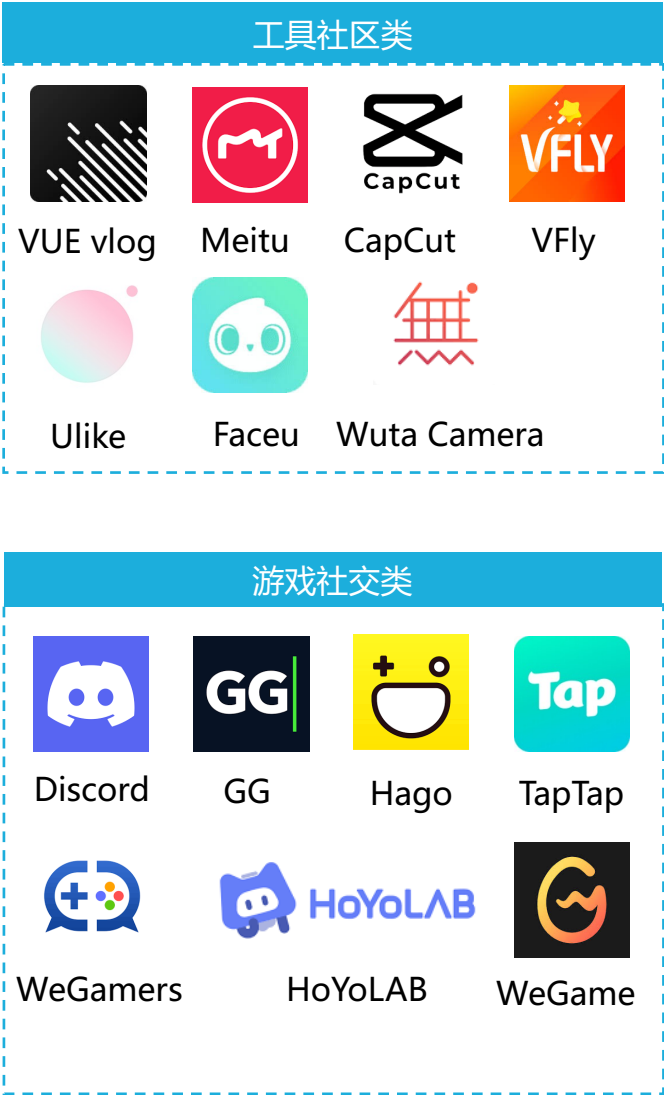 工具社区类
CapCut
VFLY
VUE vlog
Meitu
CapCut
VFly
無
Ulike
Faceu
Wuta Camera
游戏社交类
GG
Tap
Discord
GG
Hago
TapTap
HoYoLAB
WeGamers
HoYoLAB
WeGame